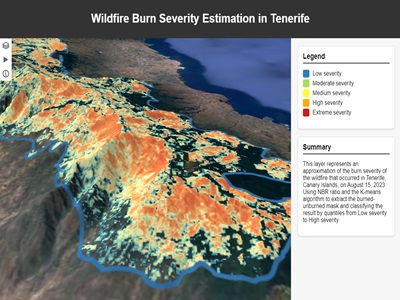 Wildfire Burn Severity Estimation in Tenerife
Legend
Low severity
Moderate severity
Medium severity
High severity
Extreme severity
Summary
This layer represents an
approximation of the burn severity of
the wildfire that occurred in Tenerife,
Canary Islands, on August 15, 2023
Using NBR ratio and the K-means
algorithm to extract the burned-
unburned mask and classifying the
result by quantiles from Low severity
to High severity